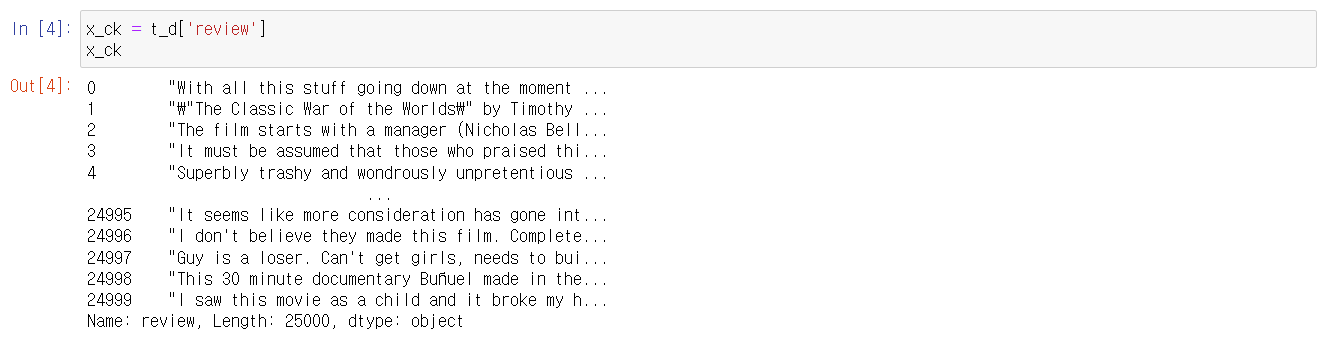 In [4]: x_ck = t_d['review']
x_ck
Out[4]: 0 "With all this stuff going down at the moment ...
1 "₩"The Classic War of the Worlds₩" by Timothy ...
2 "The film starts with a manager (Nicholas Bell...
3 "It must be assumed that those who praised thi...
4 "Superbly trashy and wondrously unpretentious ...
...
24995 "It seems like more consideration has gone int...
24996 "I don't believe they made this film. Complete...
24997 "Guy is a loser. Can't get girls, needs to bui...
24998 "This 30 minute documentary Buñuel made in the...
24999 "I saw this movie as a child and it broke my h...
Name: review, Length: 25000, dtype: object